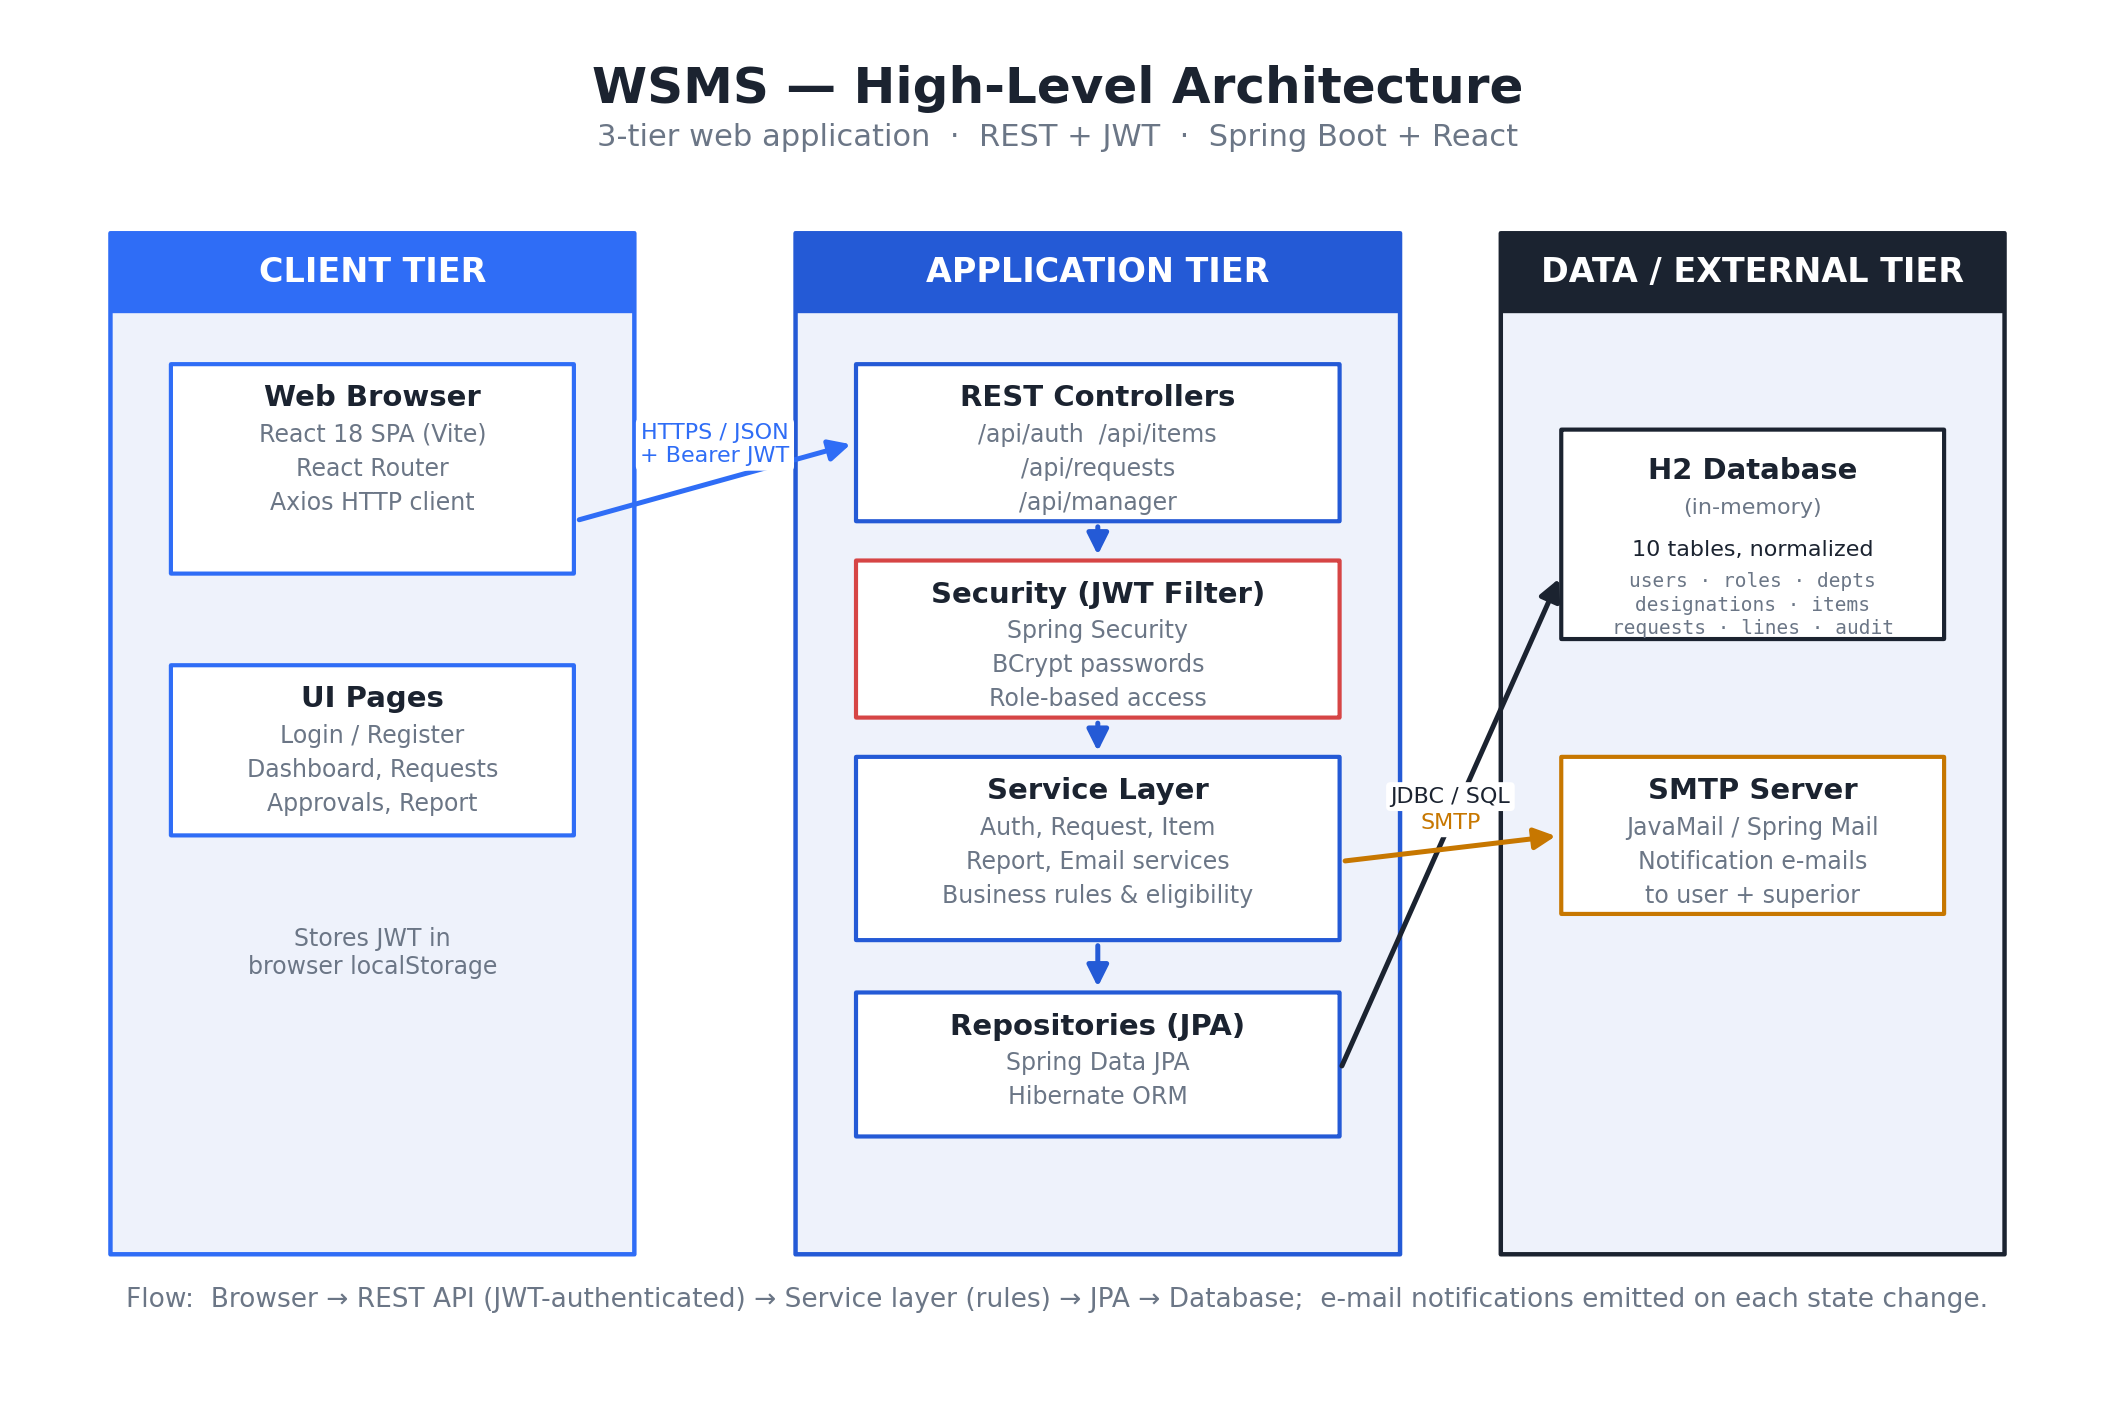 WSMS — High-Level Architecture
3-tier web application · REST + JWT · Spring Boot + React
CLIENT TIER
Web Browser
React 18 SPA (Vite)
React Router
Axios HTTP client
UI Pages
Login / Register
Dashboard, Requests
Approvals, Report
Stores JWT in
browser localStorage
HTTPS / JSON
+ Bearer JWT
APPLICATION TIER
REST Controllers
/api/auth  /api/items
/api/requests
/api/manager
Security (JWT Filter)
Spring Security
BCrypt passwords
Role-based access
Service Layer
Auth, Request, Item
Report, Email services
Business rules & eligibility
Repositories (JPA)
Spring Data JPA
Hibernate ORM
JDBC / SQL
SMTP
DATA / EXTERNAL TIER
H2 Database
(in-memory)
10 tables, normalized
users · roles · depts
designations · items
requests · lines · audit
SMTP Server
JavaMail / Spring Mail
Notification e-mails
to user + superior
Flow:  Browser → REST API (JWT-authenticated) → Service layer (rules) → JPA → Database;  e-mail notifications emitted on each state change.